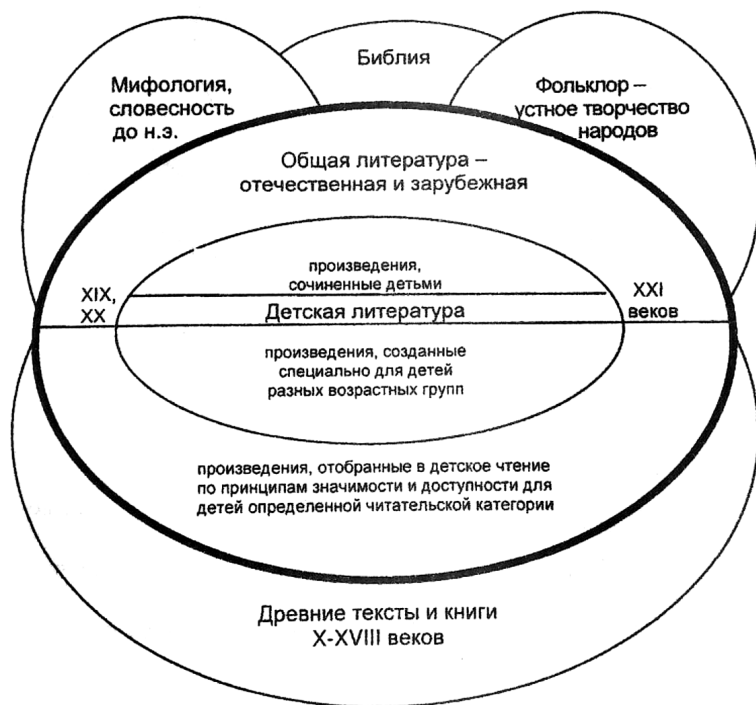 Библия
Мифология,
словесность
до н.э.
Фольклор –
устное творчество
народов
Общая литература –
отечественная и зарубежная
произведения,
сочиненные детьми
XIX,
XX
Детская литература
XXI
веков
произведения, созданные
специально для детей
разных возрастных групп
произведения, отобранные в детское чтение
по принципам значимости и доступности для
детей определенной читательской категории
Древние тексты и книги
X-XVIII веков